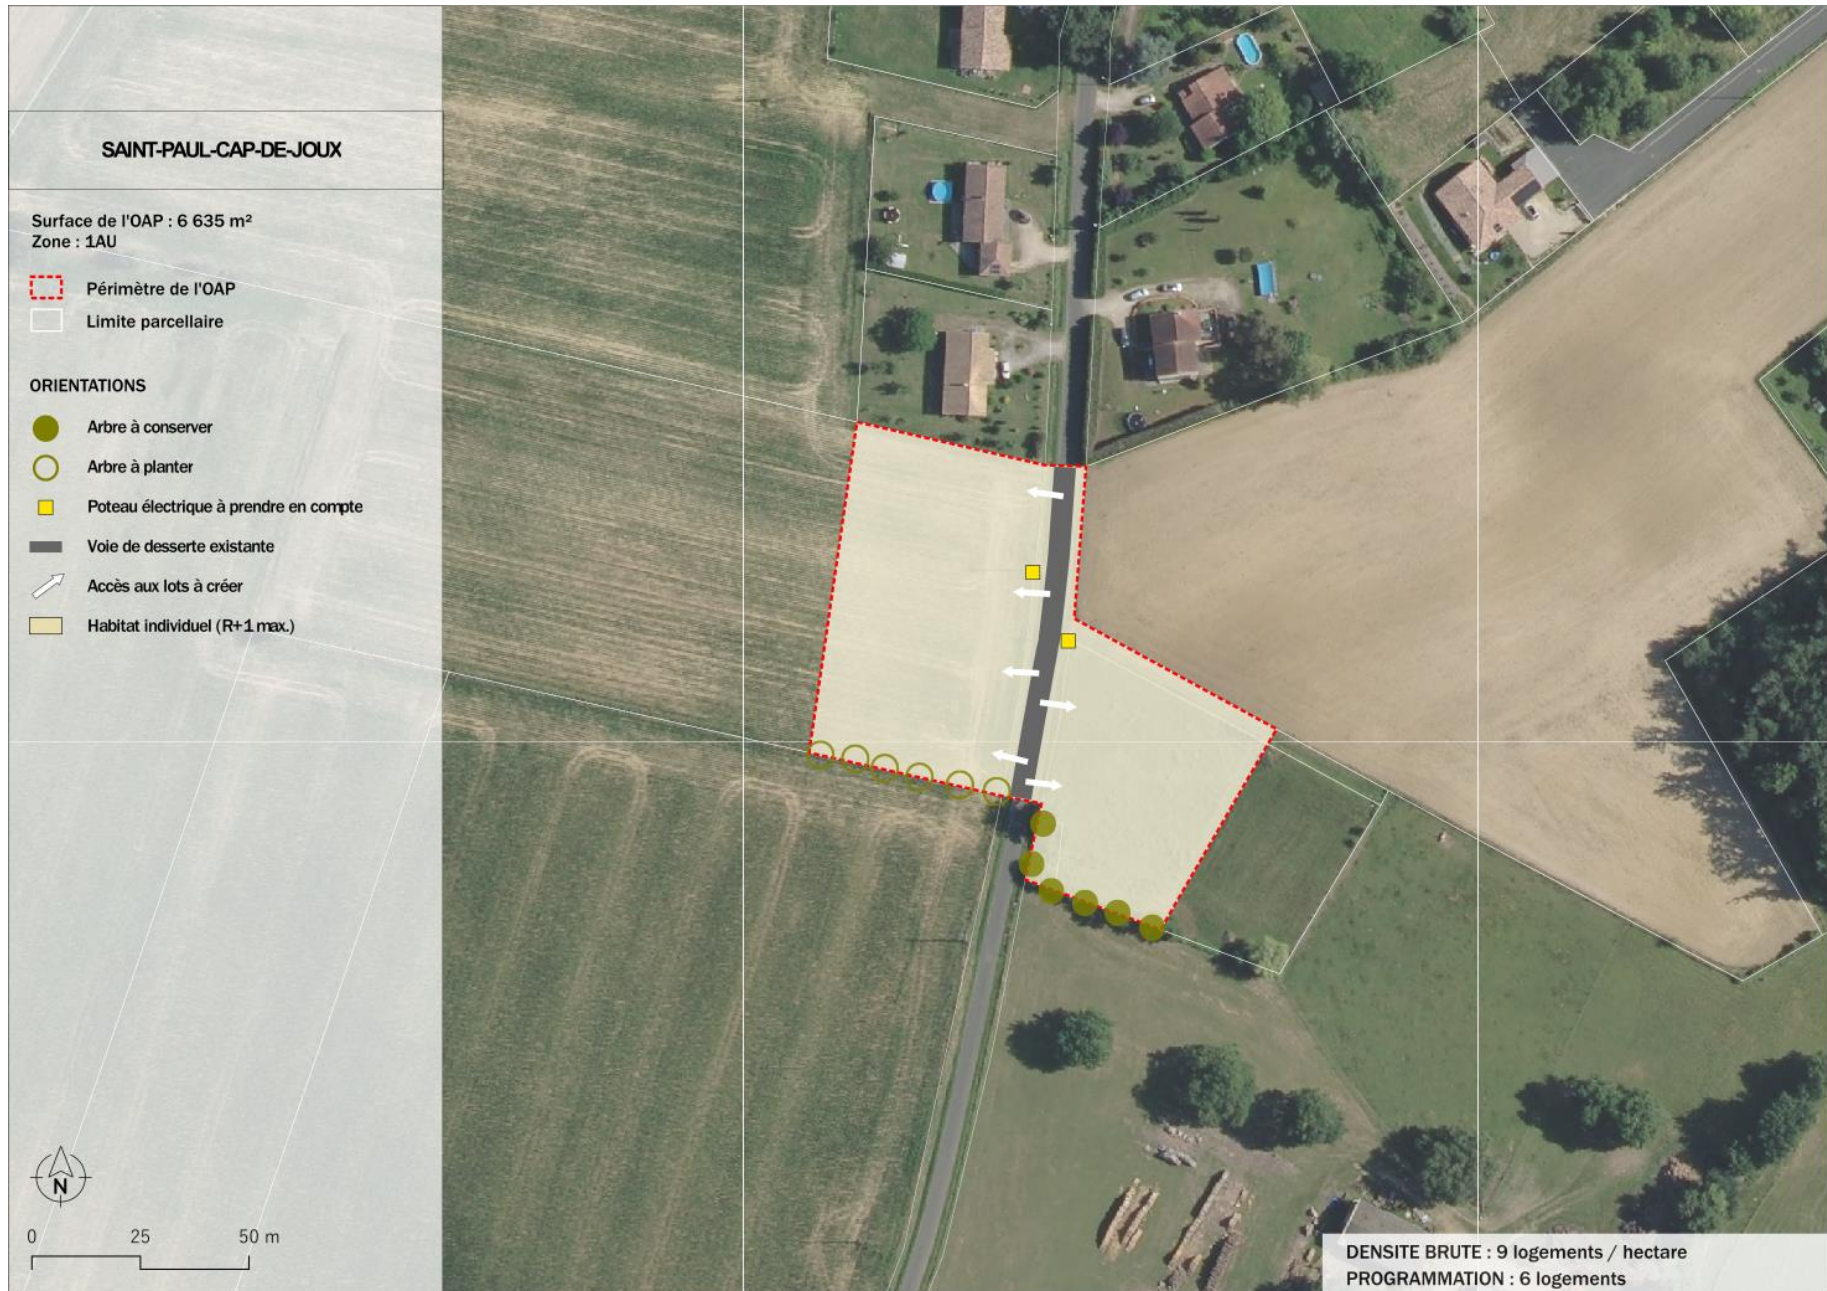 SAINT-PAUL-CAP-DE-JOUX
Surface de l'OAP : 6 635 m²
Zone : 1AU
Périmètre de l'OAP
Limite parcellaire
ORIENTATIONS
Arbre à conserver
Arbre à planter
Poteau électrique à prendre en compte
Voie de desserte existante
Accès aux lots à créer
Habitat individuel (R+1 max.)
N
0 25 50 m
DENSITE BRUTE : 9 logements / hectare
PROGRAMMATION : 6 logements